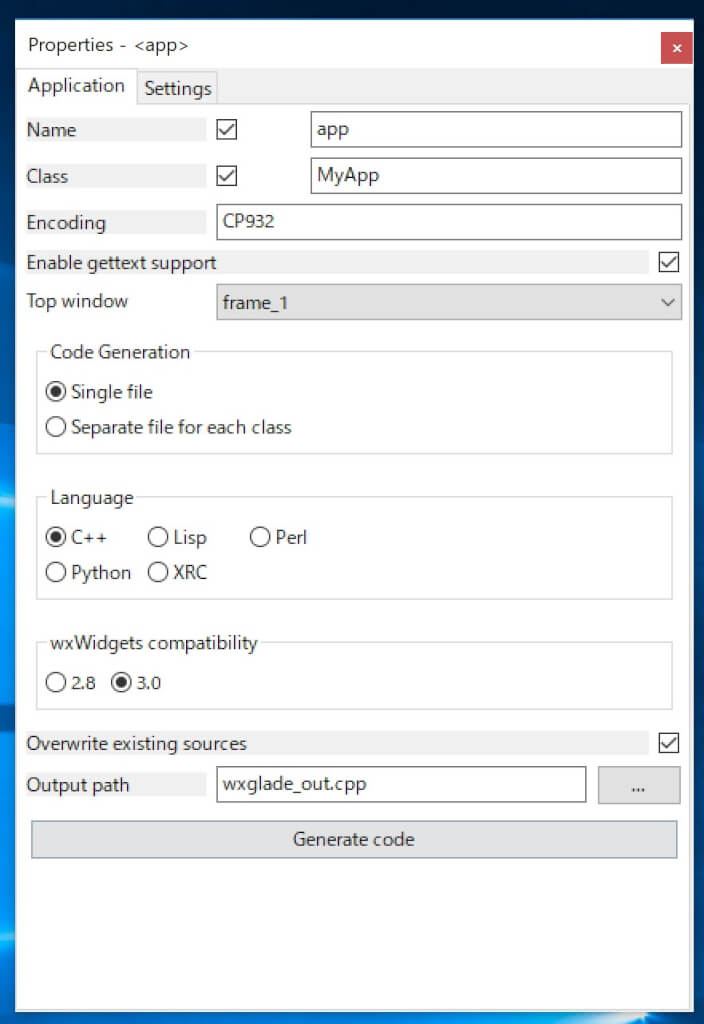 Properties - <app>
Application Settings
Name app
Class MyApp
Encoding CP932
Enable gettext support
Top window frame_1
Code Generation
Single file
Separate file for each class
Language
C++ Lisp Perl
Python XRC
wxWidgets compatibility
2.8 3.0
Overwrite existing sources
Output path wxglade_out.cpp ...
Generate code